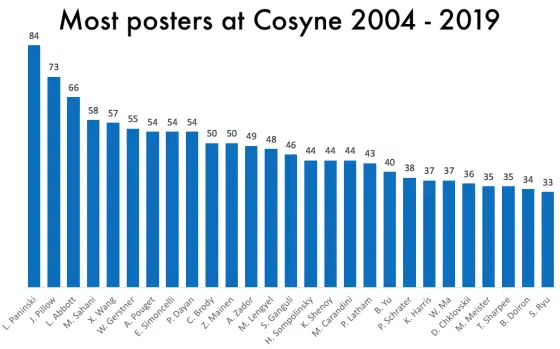 Most posters at Cosyne 2004 - 2019
84
73
66
58
57
55
54
54
54
50
50
49
48
46
44
44
44
43
40
38
37
37
36
35
35
34
33
L. Paninski
J. Pillow
L. Abbott
M. Sahani
X. Wang
W. Gerstner
A. Pouget
E. Simoncelli
P. Dayan
C. Brody
Z. Mainen
A. Zador
M. Lengyel
S. Ganguli
H. Sompolinsky
K. Shenoy
M. Carandini
P. Latham
B. Yu
P. Schrater
K. Harris
W. Ma
D. Chklovskii
M. Meister
T. Sharpee
B. Doiron
S. Ryu